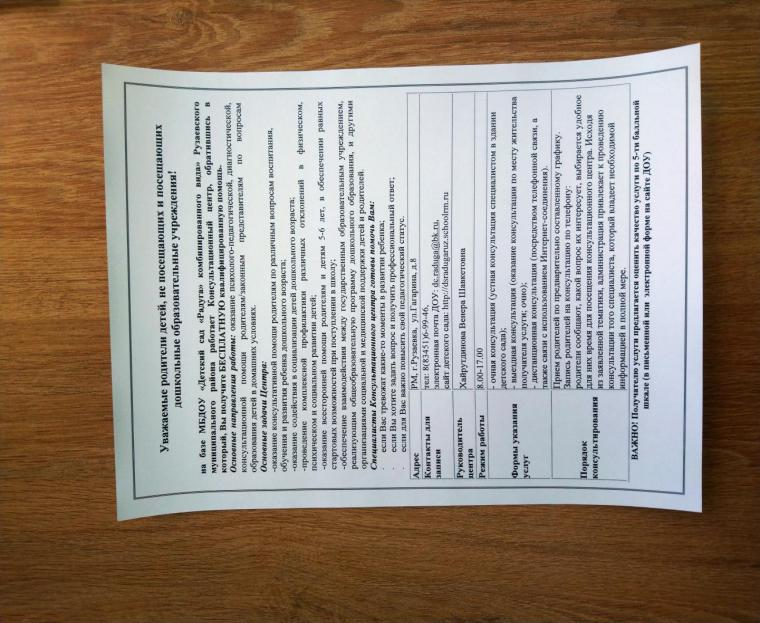 Уважаемые родители детей, не посещающих и посещающих
дошкольные образовательные учреждения!
на базе МБДОУ «Детский сад «Радуга» комбинированного вида» Рузаевского
муниципального района работает Консультационный центр, обратившись в
который, Вы получите БЕСПЛАТНУЮ квалифицированную помощь.
Основные направления работы: оказание психолого-педагогической, диагностической,
консультационной помощи родителям/законным представителям по вопросам
образования детей в домашних условиях.
Основные задачи Центра:
-оказание консультативной помощи родителям по различным вопросам воспитания,
обучения и развития ребенка дошкольного возраста;
-оказание содействия в социализации детей дошкольного возраста;
-проведение комплексной профилактики различных отклонений в физическом,
психическом и социальном развитии детей;
-оказание всесторонней помощи родителям и детям 5-6 лет, в обеспечении равных
стартовых возможностей при поступлении в школу;
-обеспечение взаимодействия между государственным образовательным учреждением,
реализующим общеобразовательную программу дошкольного образования, и другими
организациями социальной и медицинской поддержки детей и родителей.
Специалисты Консультационного центра готовы помочь Вам:
· если Вас тревожат какие-то моменты в развитии ребенка;
· если Вы хотите задать вопрос и получить профессиональный ответ;
· если для Вас важно повысить свой педагогический статус.
Адрес РМ, г.Рузаевка, ул.Гагарина, д.8
Контакты для тел: 8(83451)6-99-46,
записи электронная почта ДОУ: dc.raduga@bk.ru,
сайт детского сада: http://dsradugaruz.schoolrm.ru
Руководитель Хайрутдинова Венера Шавкетовна
центра
Режим работы 8.00-17.00
Формы указания
услуг
- очная консультация (устная консультация специалистом в здании
детского сада);
- выездная консультация (оказание консультации по месту жительства
получателя услуги; очно);
- дистанционная консультация (посредством телефонной связи, а
также связи с использованием Интернет-соединения).
Порядок
консультирования
Прием родителей по предварительно составленному графику.
Запись родителей на консультацию по телефону:
родители сообщают, какой вопрос их интересует, выбирается удобное
для них время для посещения консультационного центра. Исходя
из заявленной тематики, администрация привлекает к проведению
консультации того специалиста, который владеет необходимой
информацией в полной мере.
ВАЖНО! Получателю услуги предлагается оценить качество услуги по 5-ти балльной
шкале (в письменной или электронной форме на сайте ДОУ)